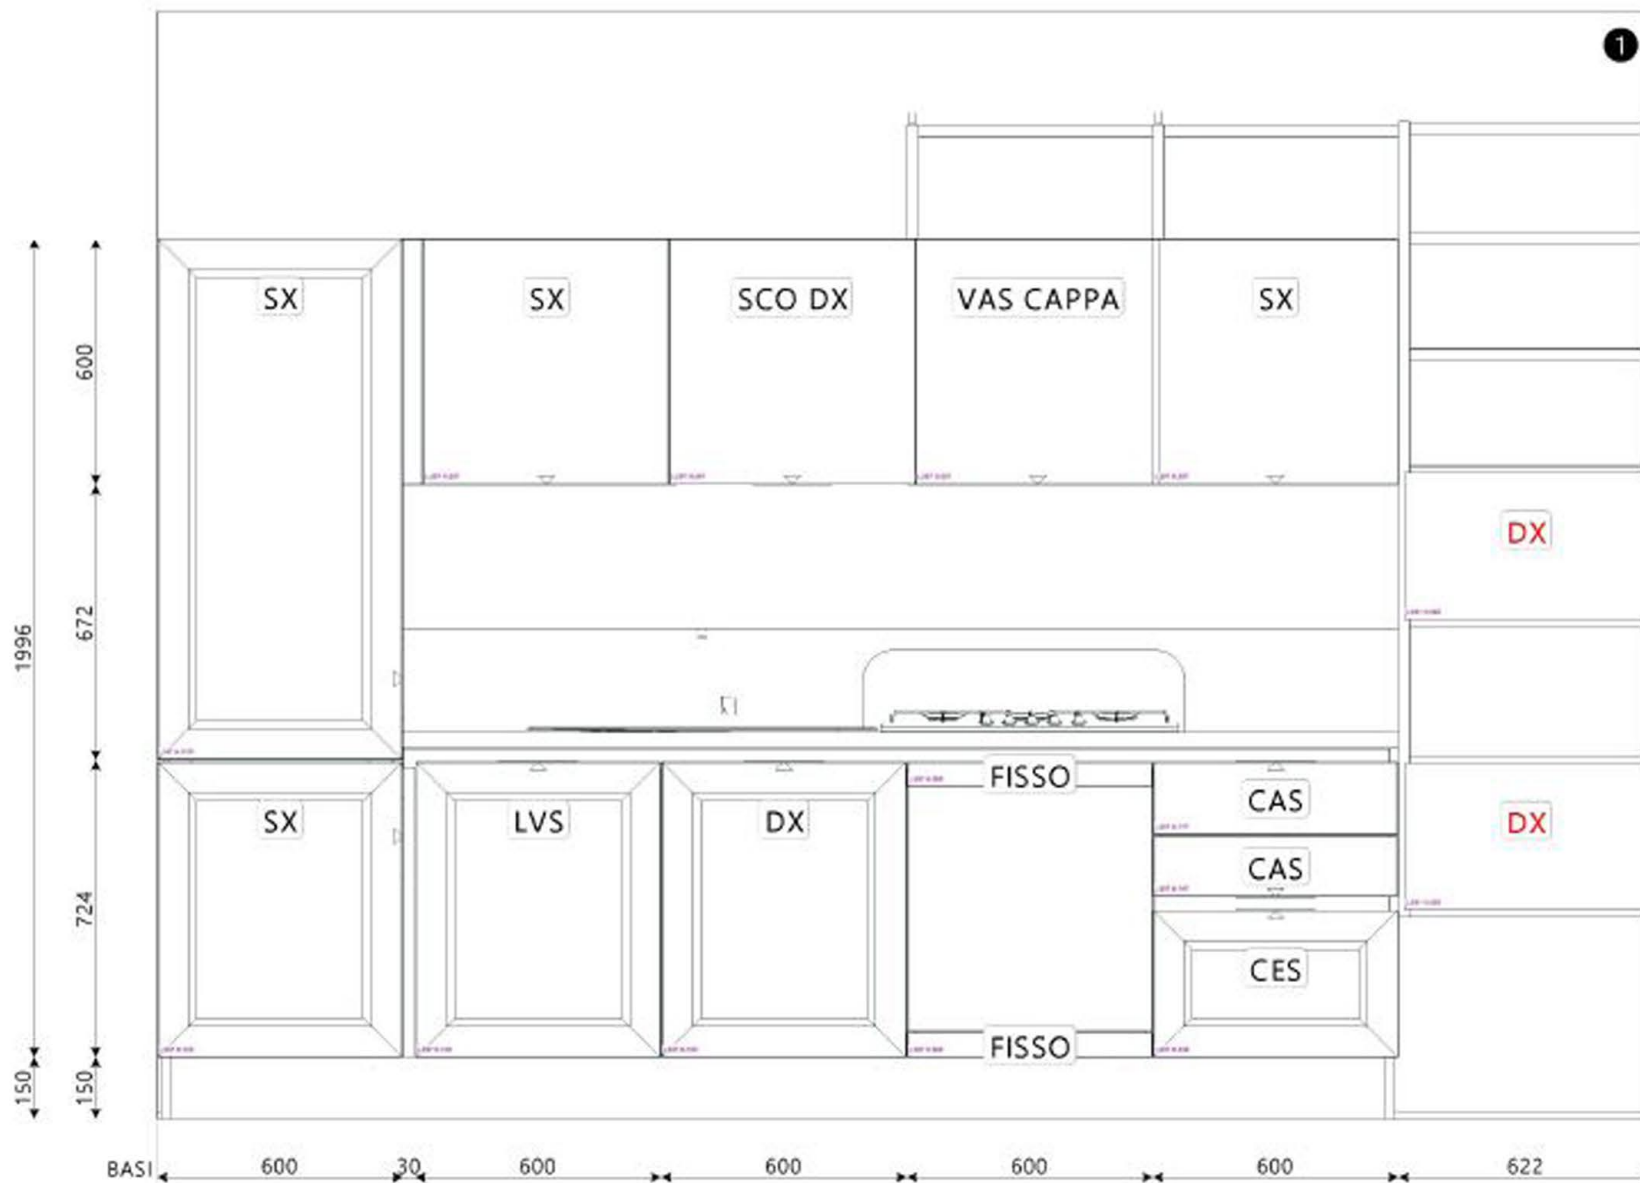 1
SX
SX
SCO DX
VAS CAPPA
SX
600
DX
672
1996
FISSO
SX
LVS
DX
CAS
DX
CAS
724
CES
FISSO
150
150
BASI
600
30
600
600
600
600
622